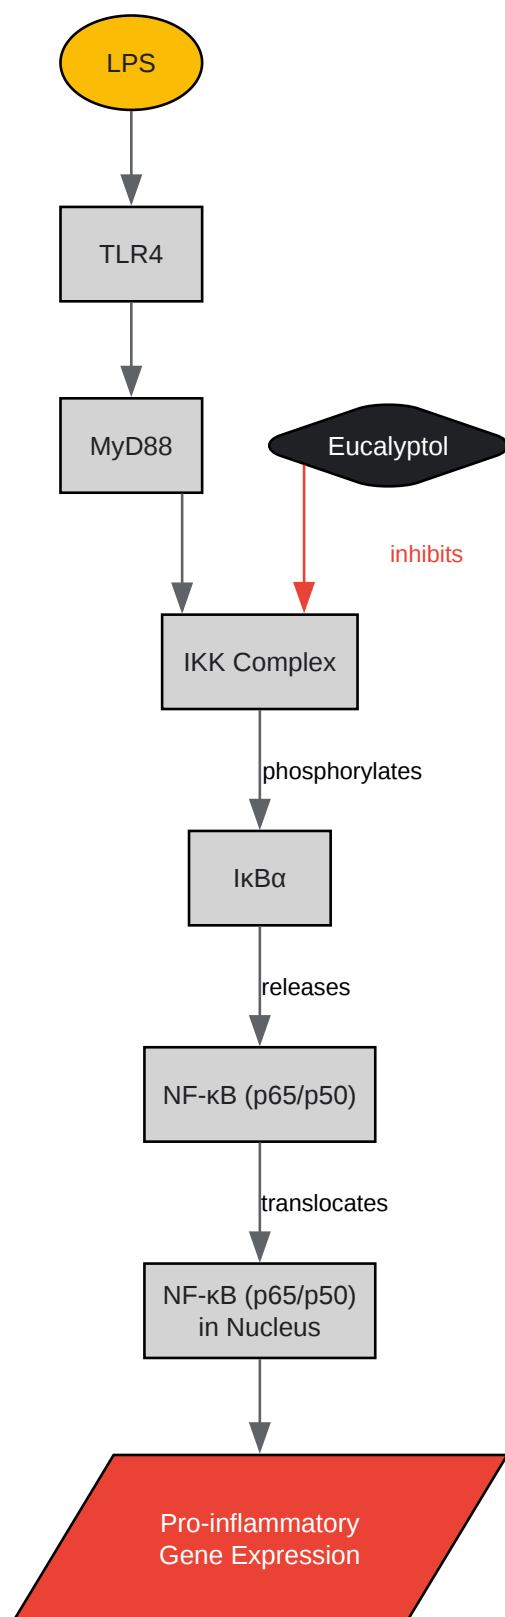 LPS
TLR4
MyD88
Eucalyptol
inhibits
IKK Complex
phosphorylates
IκBα
releases
NF-κB (p65/p50)
translocates
NF-κB (p65/p50)
in Nucleus
Pro-inflammatory
Gene Expression